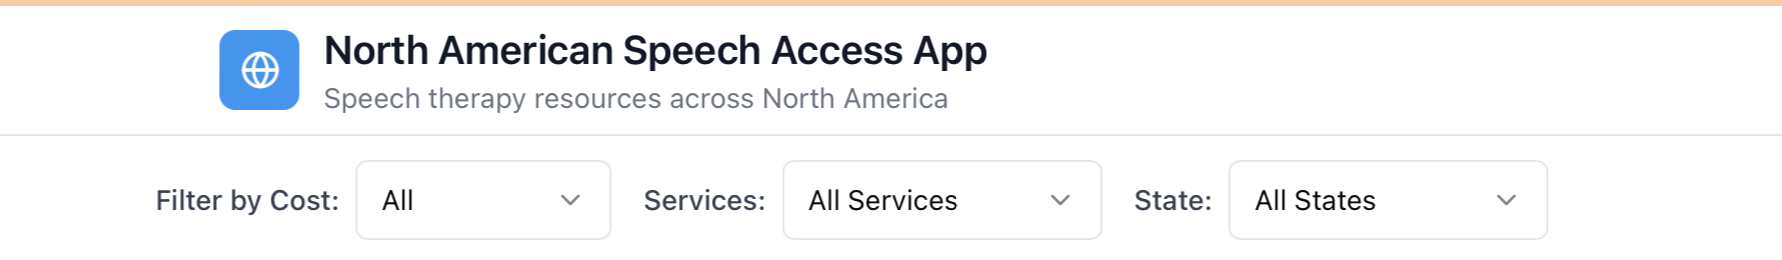 North American Speech Access App
Speech therapy resources across North America
Filter by Cost: All Services: All Services State: All States